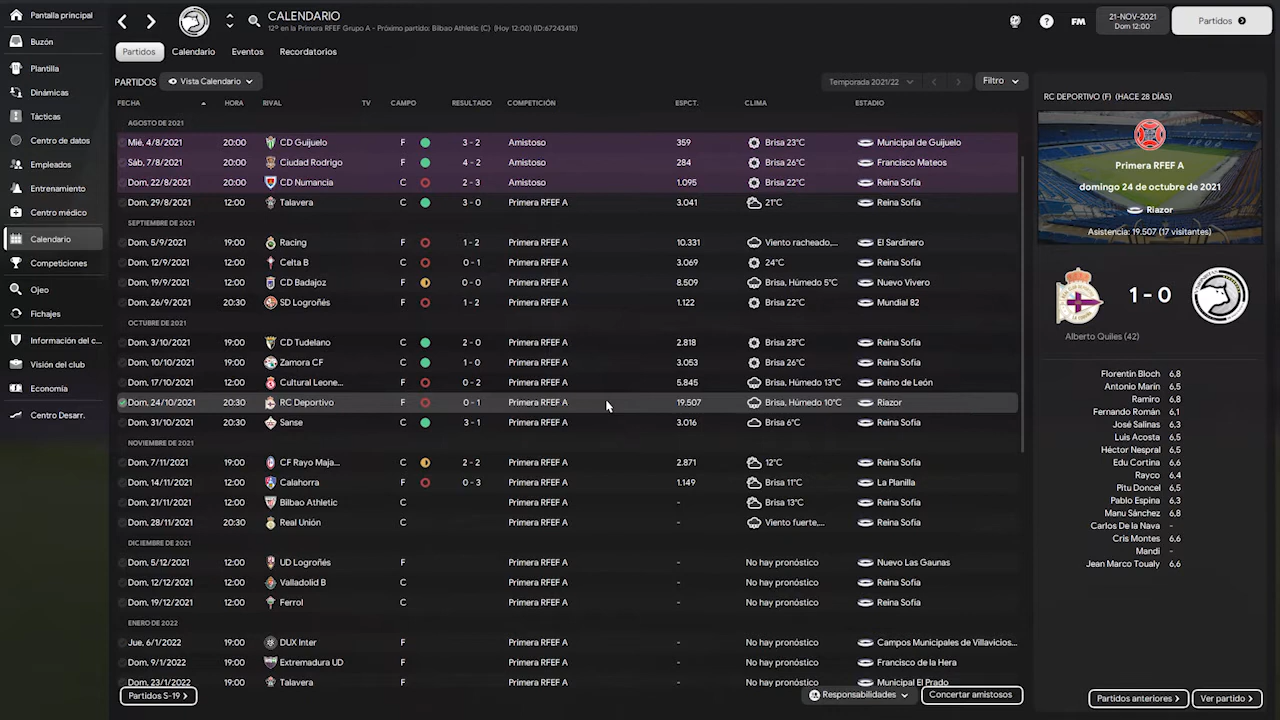 Pantalla principal
Buzón
Plantilla
Dinámicas
Tácticas
Centro de datos
Empleados
Entrenamiento
Centro médico
Calendario
Competiciones
Ojeo
Fichajes
Información del c...
Visión del club
Economía
Centro Desarr.
CALENDARIO
12º en la Primera RFEF Grupo A - Próximo partido: Bilbao Athletic (C) (Hoy 12:00) (ID:67243415)
? FM 21-NOV-2021
Dom 12:00
Partidos
Partidos Calendario Eventos Recordatorios
PARTIDOS Vista Calendario Temporada 2021/22 Filtro
FECHA HORA RIVAL TV CAMPO RESULTADO COMPETICIÓN ESPCT. CLIMA ESTADIO
AGOSTO DE 2021
Mié, 4/8/2021 20:00 CD Guijuelo F 3 - 2 Amistoso 359 Brisa 23°C Municipal de Guijuelo
Sáb, 7/8/2021 20:00 Ciudad Rodrigo F 4 - 2 Amistoso 284 Brisa 26°C Francisco Mateos
Dom. 22/8/2021 20:00 CD Numancia C 2 - 3 Amistoso 1.095 Brisa 22°C Reina Sofía
Dom. 29/8/2021 12:00 Talavera C 3 - 0 Primera RFEF A 3.041 21°C Reina Sofía
SEPTIEMBRE DE 2021
Dom. 5/9/2021 19:00 Racing F 1 - 2 Primera RFEF A 10.331 Viento racheado,... El Sardinero
Dom. 12/9/2021 19:00 Celta B C 0 - 1 Primera RFEF A 3.069 24°C Reina Sofía
Dom. 19/9/2021 12:00 CD Badajoz F 0 - 0 Primera RFEF A 8.509 Brisa, Húmedo 5°C Nuevo Vivero
Dom. 26/9/2021 20:30 SD Logroñés F 1 - 2 Primera RFEF A 1.122 Brisa 22°C Mundial 82
OCTUBRE DE 2021
Dom. 3/10/2021 19:00 CD Tudelano C 2 - 0 Primera RFEF A 2.818 Brisa 28°C Reina Sofía
Dom. 10/10/2021 19:00 Zamora CF C 1 - 0 Primera RFEF A 3.053 Brisa 26°C Reina Sofía
Dom. 17/10/2021 12:00 Cultural Leone... F 0 - 2 Primera RFEF A 5.845 Brisa, Húmedo 13°C Reino de León
Dom. 24/10/2021 20:30 RC Deportivo F 0 - 1 Primera RFEF A 19.507 Brisa, Húmedo 10°C Riazor
Dom. 31/10/2021 20:30 Sanse C 3 - 1 Primera RFEF A 3.016 Brisa 6°C Reina Sofía
NOVIEMBRE DE 2021
Dom. 7/11/2021 19:00 CF Rayo Maja... C 2 - 2 Primera RFEF A 2.871 12°C Reina Sofía
Dom. 14/11/2021 12:00 Calahorra F 0 - 3 Primera RFEF A 1.149 Brisa 11°C La Planilla
Dom. 21/11/2021 12:00 Bilbao Athletic C Primera RFEF A - Brisa 13°C Reina Sofía
Dom. 28/11/2021 20:30 Real Unión C Primera RFEF A - Viento fuerte,... Reina Sofía
DICIEMBRE DE 2021
Dom. 5/12/2021 12:00 UD Logroñés F Primera RFEF A - No hay pronóstico Nuevo Las Gaunas
Dom. 12/12/2021 12:00 Valladolid B C Primera RFEF A - No hay pronóstico Reina Sofía
Dom. 19/12/2021 12:00 Ferrol C Primera RFEF A - No hay pronóstico Reina Sofía
ENERO DE 2022
Jue, 6/1/2022 19:00 DUX Inter F Primera RFEF A - No hay pronóstico Campos Municipales de Villavicios...
Dom. 9/1/2022 19:00 Extremadura UD F Primera RFEF A - No hay pronóstico Francisco de la Hera
Dom. 23/1/2022 19:00 Talavera F Primera RFEF A - No hay pronóstico Municipal El Prado
Partidos S-19 Responsabilidades Concertar amistosos
RC DEPORTIVO (F) (HACE 28 DÍAS)
Primera RFEF A
domingo 24 de octubre de 2021
Riazor
Asistencia: 19.507 (17 visitantes)
1 - 0
Alberto Quiles (42)
Florentin Bloch 6,8
Antonio Marín 6,5
Ramiro 6,8
Fernando Román 6,1
José Salinas 6,3
Luis Acosta 6,5
Héctor Nespral 6,5
Edu Cortina 6,6
Rayco 6,4
Pitu Doncel 6,5
Pablo Espina 6,3
Manu Sánchez 6,8
Carlos De la Nava -
Cris Montes 6,6
Mandi -
Jean Marco Toualy 6,6
Partidos anteriores Ver partido